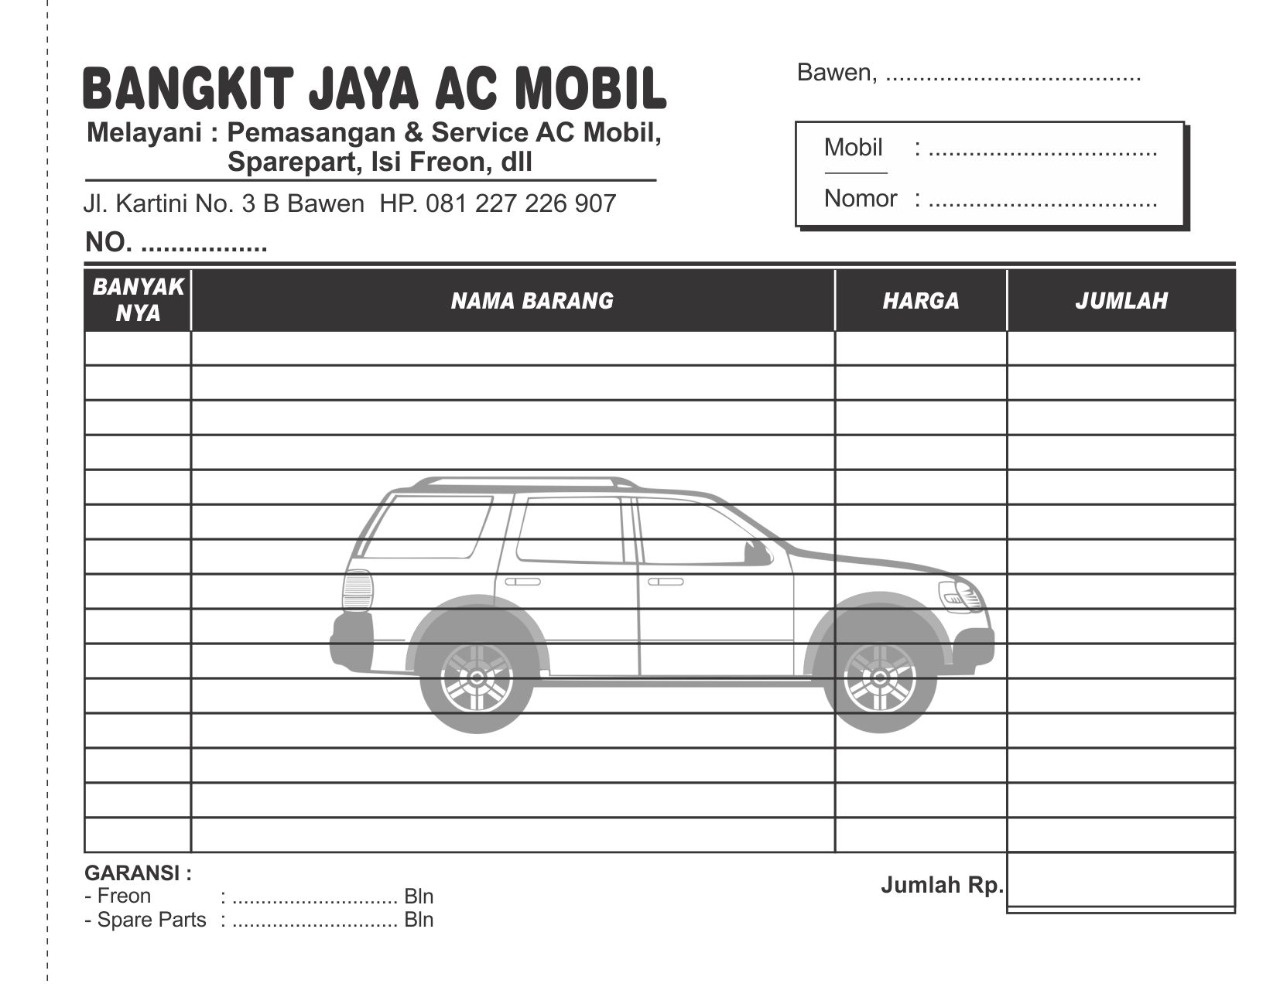 BANGKIT JAYA AC MOBIL
Melayani : Pemasangan & Service AC Mobil,
Sparepart, Isi Freon, dll
Jl. Kartini No. 3 B Bawen  HP. 081 227 226 907
NO. .................
Bawen, ......................................
Mobil : ..................................
Nomor : ..................................
BANYAK
NYA
NAMA BARANG
HARGA
JUMLAH
GARANSI :
- Freon : ............................. Bln
- Spare Parts : ............................. Bln
Jumlah Rp.